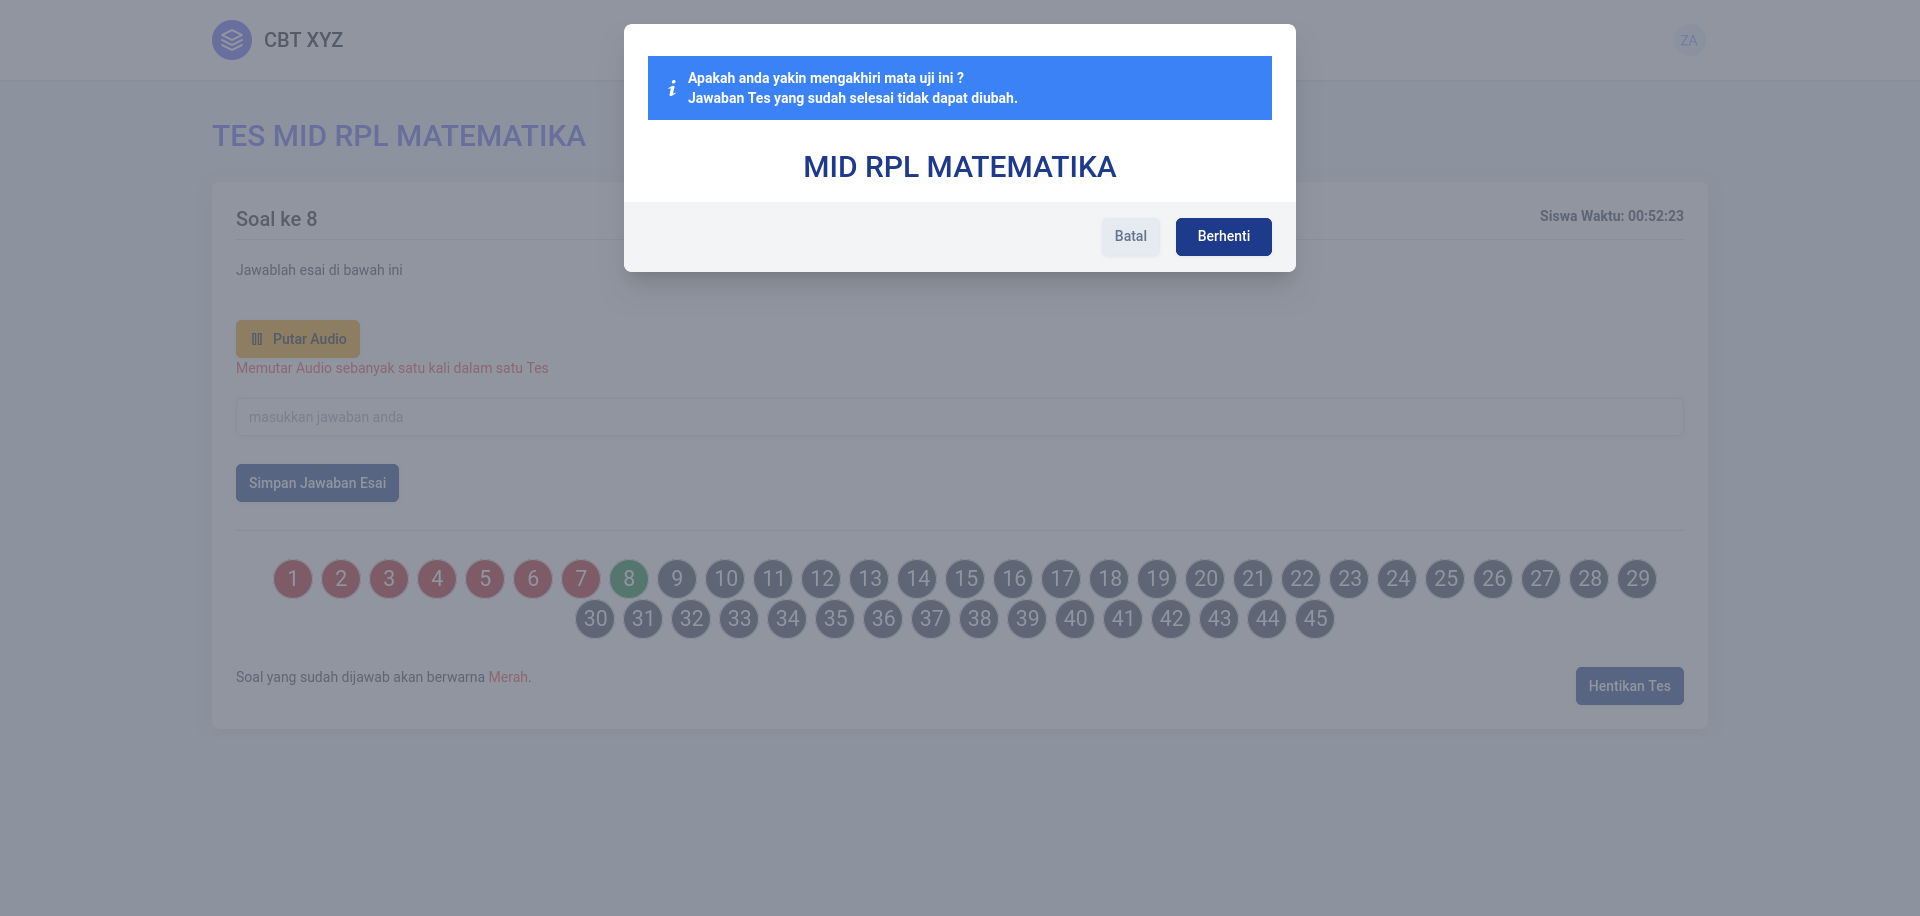 CBT XYZ
ZA
Apakah anda yakin mengakhiri mata uji ini ?
Jawaban Tes yang sudah selesai tidak dapat diubah.
MID RPL MATEMATIKA
Batal
Berhenti
TES MID RPL MATEMATIKA
Soal ke 8
Siswa Waktu: 00:52:23
Jawablah esai di bawah ini
Putar Audio
Memutar Audio sebanyak satu kali dalam satu Tes
masukkan jawaban anda
Simpan Jawaban Esai
1 2 3 4 5 6 7 8 9 10 11 12 13 14 15 16 17 18 19 20 21 22 23 24 25 26 27 28 29
30 31 32 33 34 35 36 37 38 39 40 41 42 43 44 45
Soal yang sudah dijawab akan berwarna Merah.
Hentikan Tes